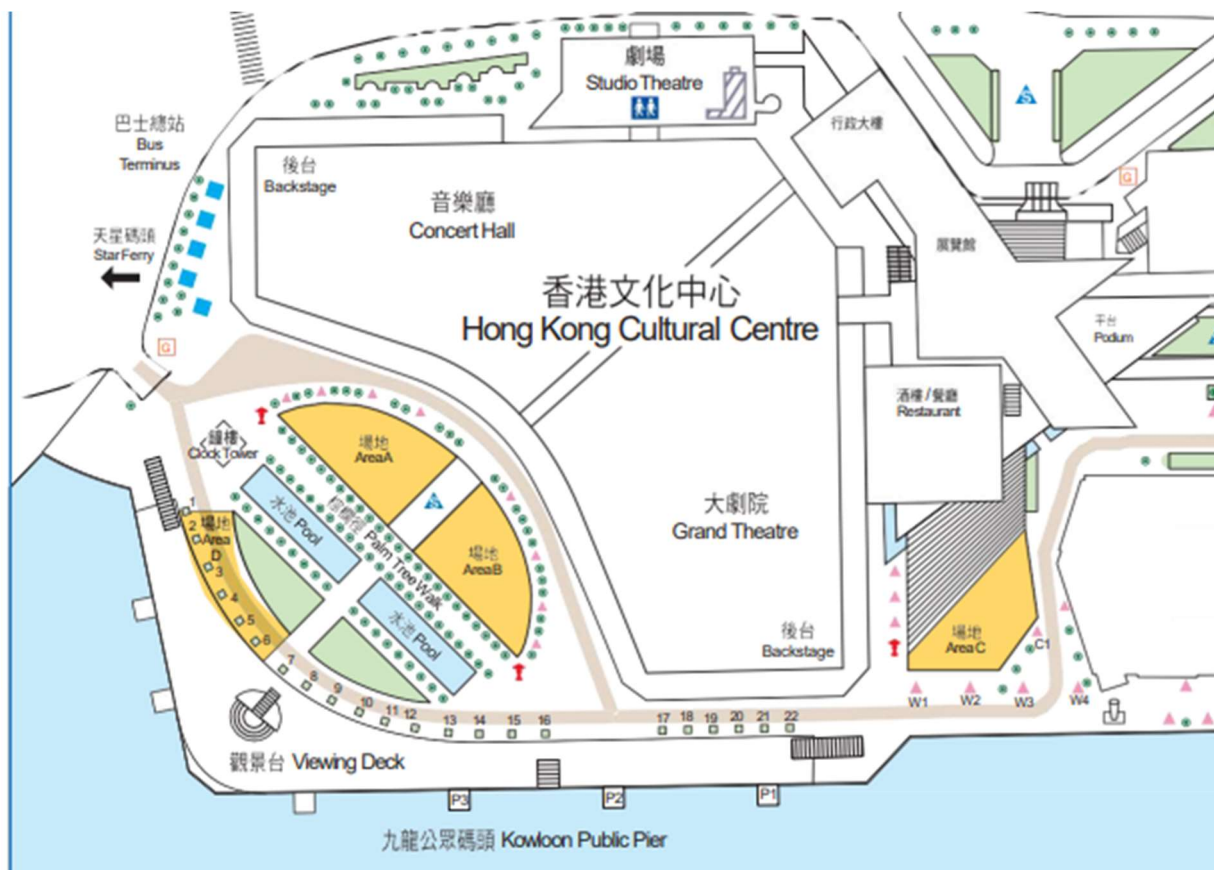 劇場
Studio Theatre
S
巴士總站
Bus
Terminus
行政大樓
後台
Backstage
音樂廳
Concert Hall
G
天星碼頭
Star Ferry
展覽館
香港文化中心
Hong Kong Cultural Centre
平台
Podium
G
酒樓/餐廳
Restaurant
鐘樓
Clock Tower
場地
Area A
S
水池 Pool
棕櫚徑 Palm Tree Walk
場地
Area B
大劇院
Grand Theatre
場地
Area
D
水池 Pool
後台
Backstage
場地
Area C
C1
1
2
3
4
5
6
7
8
9
10
11
12
13
14
15
16
17
18
19
20
21
22
W1
W2
W3
W4
觀景台 Viewing Deck
P3
P2
P1
九龍公眾碼頭 Kowloon Public Pier